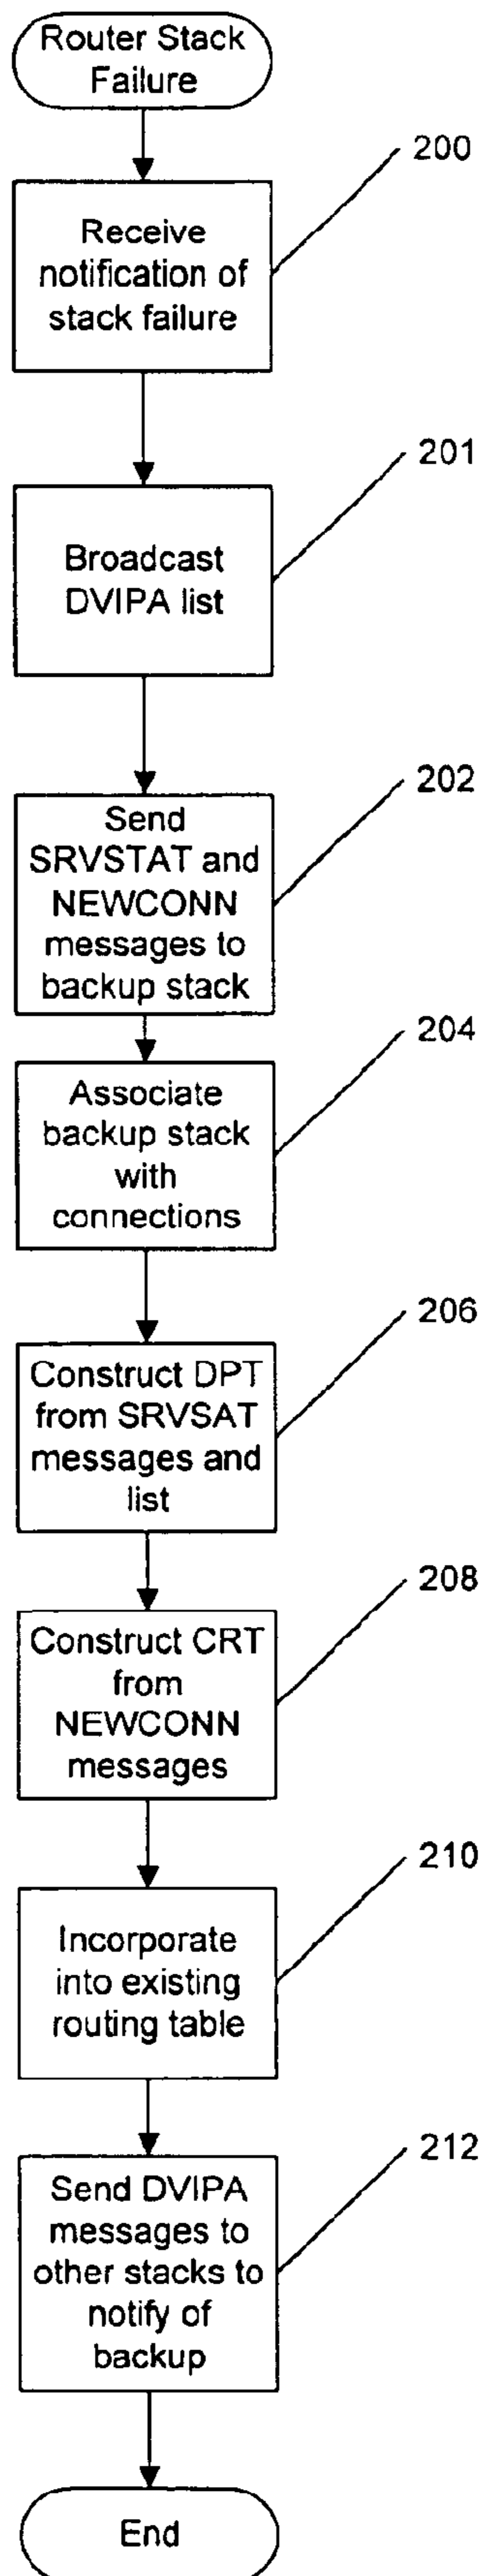 Router Stack
Failure
200
Receive
notification of
stack failure
201
Broadcast
DVIPA list
202
Send
SRVSTAT and
NEWCONN
messages to
backup stack
204
Associate
backup stack
with
connections
206
Construct DPT
from SRVSAT
messages and
list
208
Construct CRT
from
NEWCONN
messages
210
Incorporate
into existing
routing table
212
Send DVIPA
messages to
other stacks to
notify of
backup
End